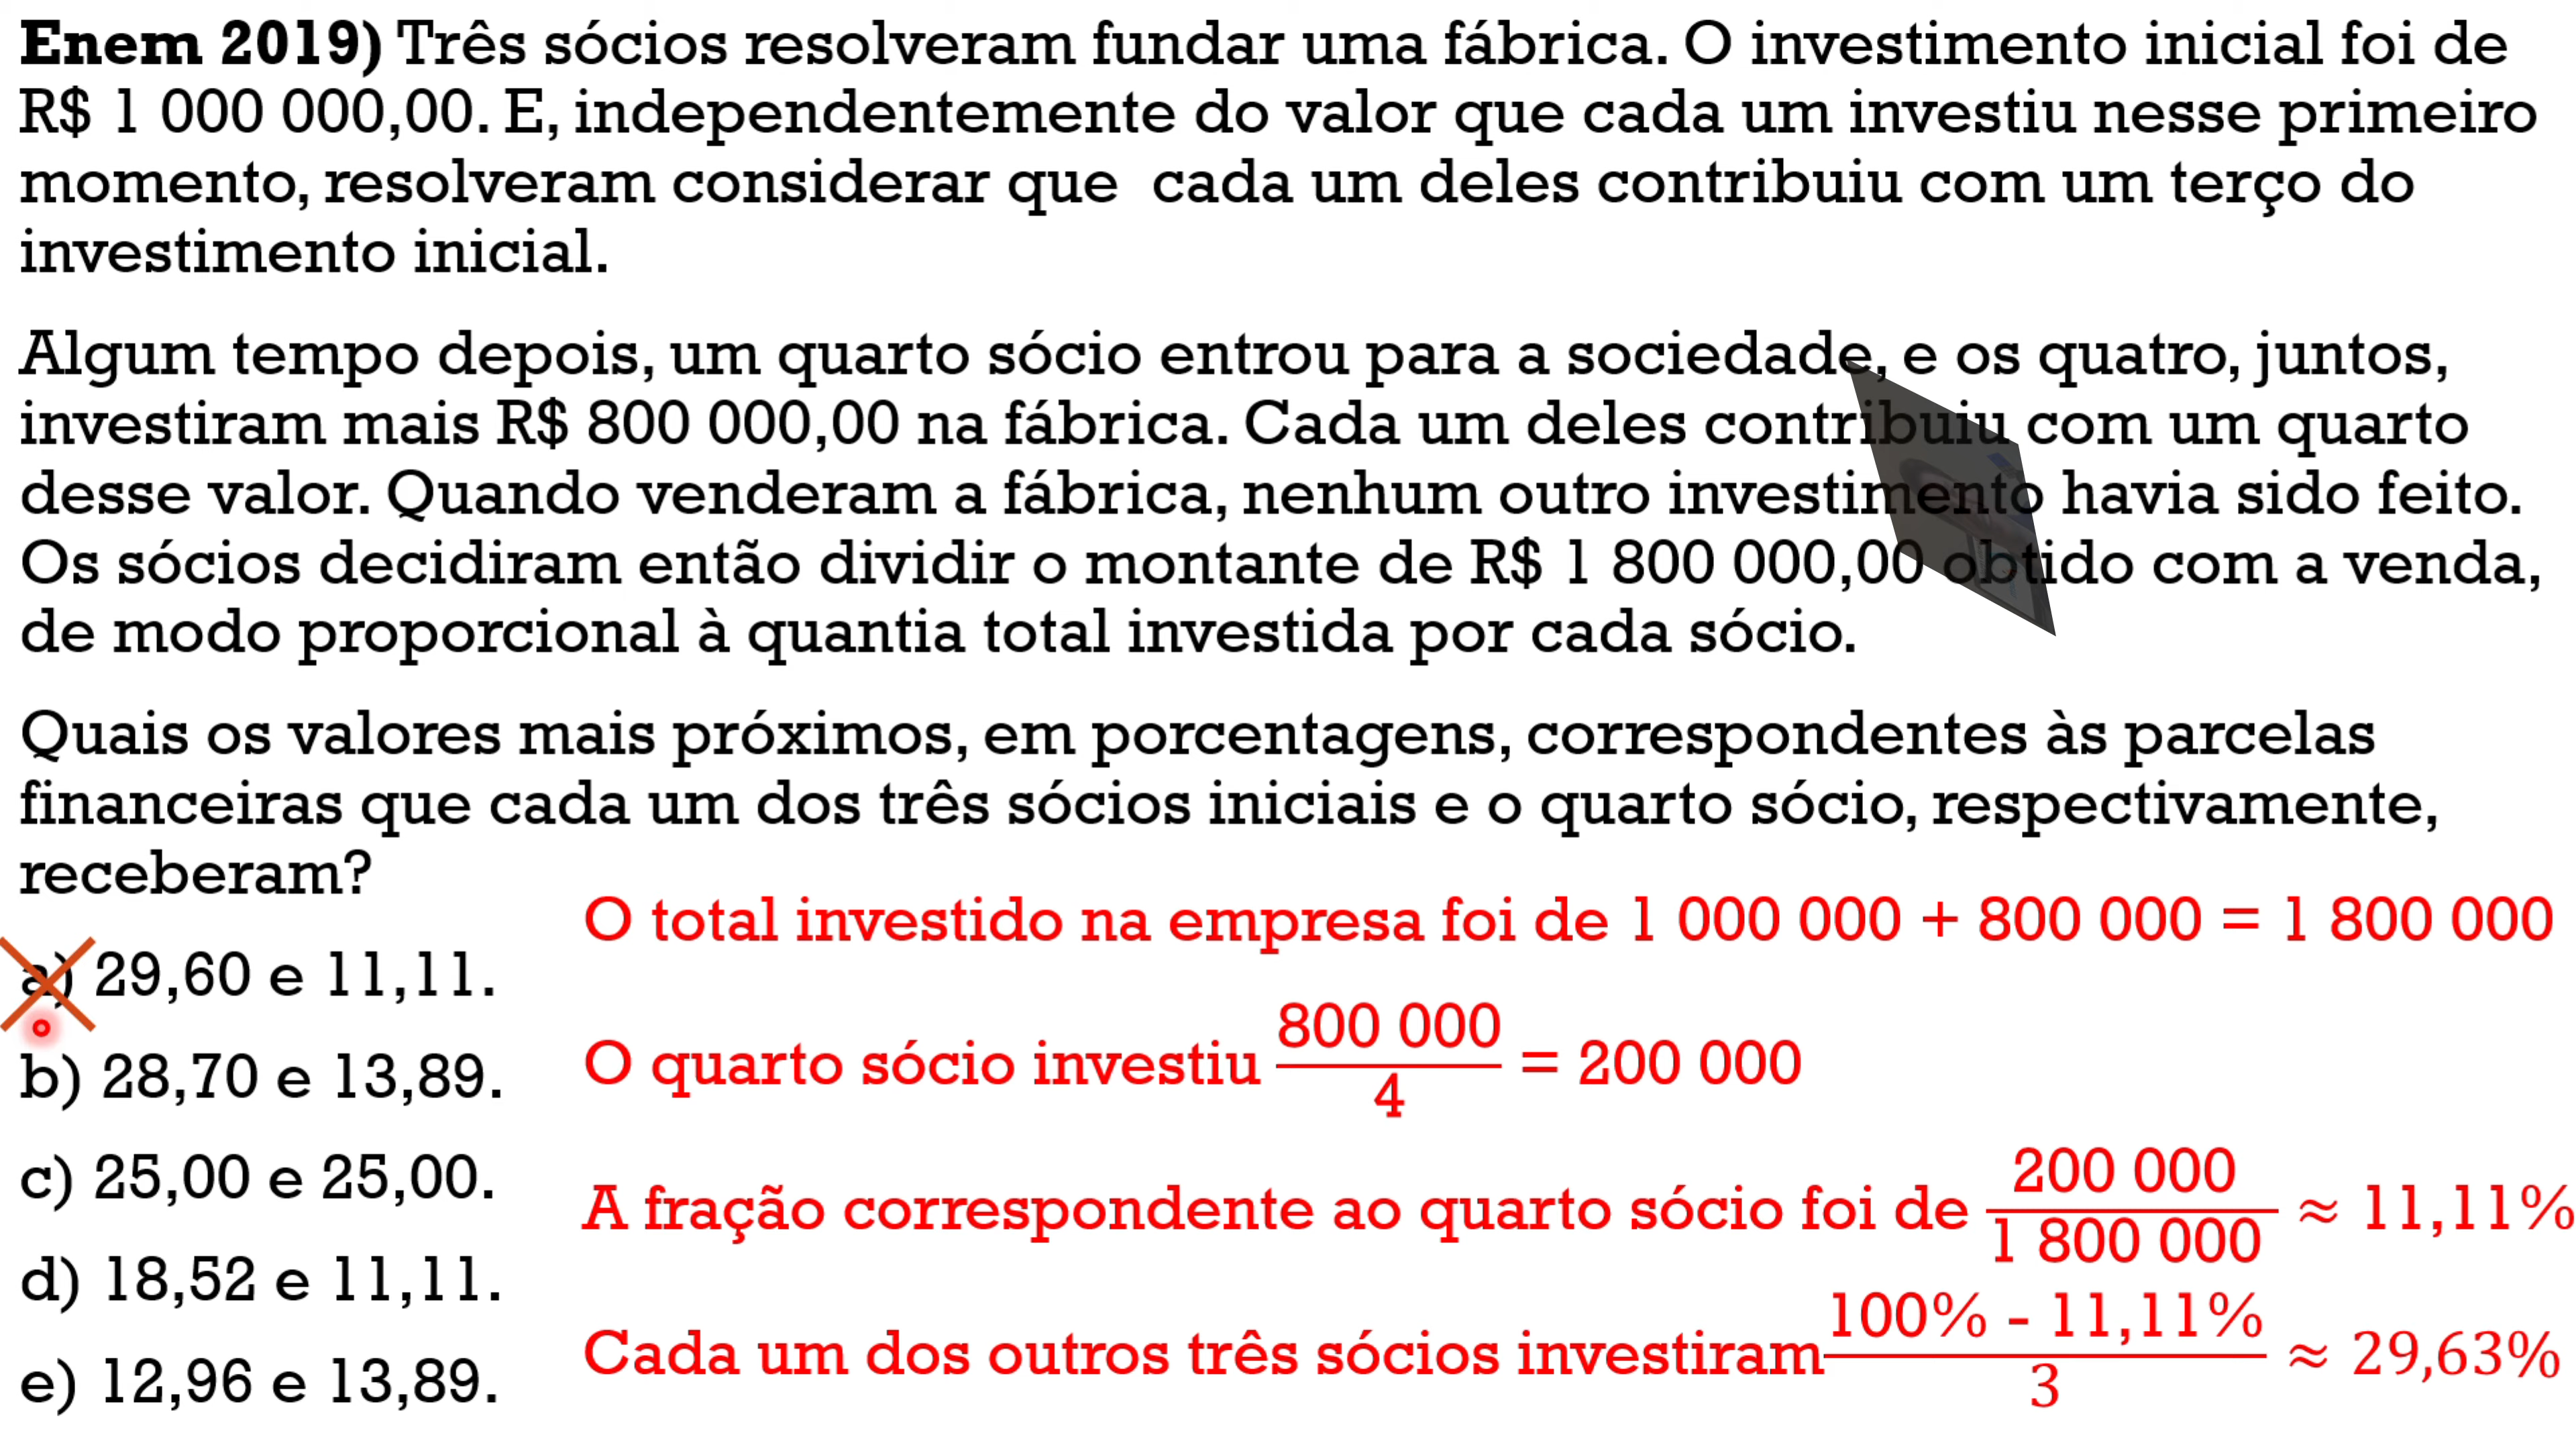 Enem 2019) Três sócios resolveram fundar uma fábrica. O investimento inicial foi de
R$ 1 000 000,00. E, independentemente do valor que cada um investiu nesse primeiro
momento, resolveram considerar que cada um deles contribuiu com um terço do
investimento inicial.
Algum tempo depois, um quarto sócio entrou para a sociedade, e os quatro, juntos,
investiram mais R$ 800 000,00 na fábrica. Cada um deles contribuiu com um quarto
desse valor. Quando venderam a fábrica, nenhum outro investimento havia sido feito.
Os sócios decidiram então dividir o montante de R$ 1 800 000,00 obtido com a venda,
de modo proporcional à quantia total investida por cada sócio.
Quais os valores mais próximos, em porcentagens, correspondentes às parcelas
financeiras que cada um dos três sócios iniciais e o quarto sócio, respectivamente,
receberam?
a) 29,60 e 11,11.
b) 28,70 e 13,89.
c) 25,00 e 25,00.
d) 18,52 e 11,11.
e) 12,96 e 13,89.
O total investido na empresa foi de 1 000 000 + 800 000 = 1 800 000
O quarto sócio investiu 800 000 / 4 = 200 000
A fração correspondente ao quarto sócio foi de 200 000 / 1 800 000 ≈ 11,11%
Cada um dos outros três sócios investiram 100% - 11,11% / 3 ≈ 29,63%